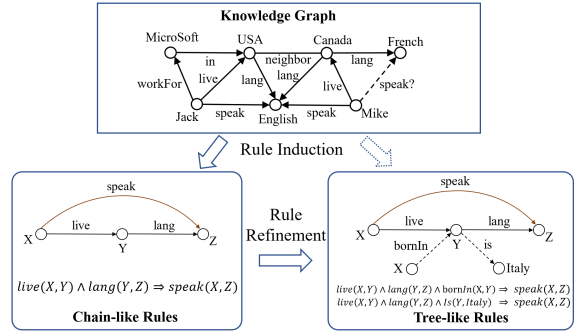 Knowledge Graph
MicroSoft
USA
Canada
French
in
neighbor
lang
workFor
live
lang
lang
live
speak?
Jack
speak
English
speak
Mike
Rule Induction
speak
live
lang
X
Y
Z
live(X,Y) ∧ lang(Y,Z) ⇒ speak(X,Z)
Chain-like Rules
Rule
Refinement
speak
live
lang
X
Y
Z
bornIn
is
X
Italy
live(X,Y) ∧ lang(Y,Z) ∧ bornIn(X,Y) ⇒ speak(X,Z)
live(X,Y) ∧ lang(Y,Z) ∧ Is(Y,Italy) ⇒ speak(X,Z)
Tree-like Rules